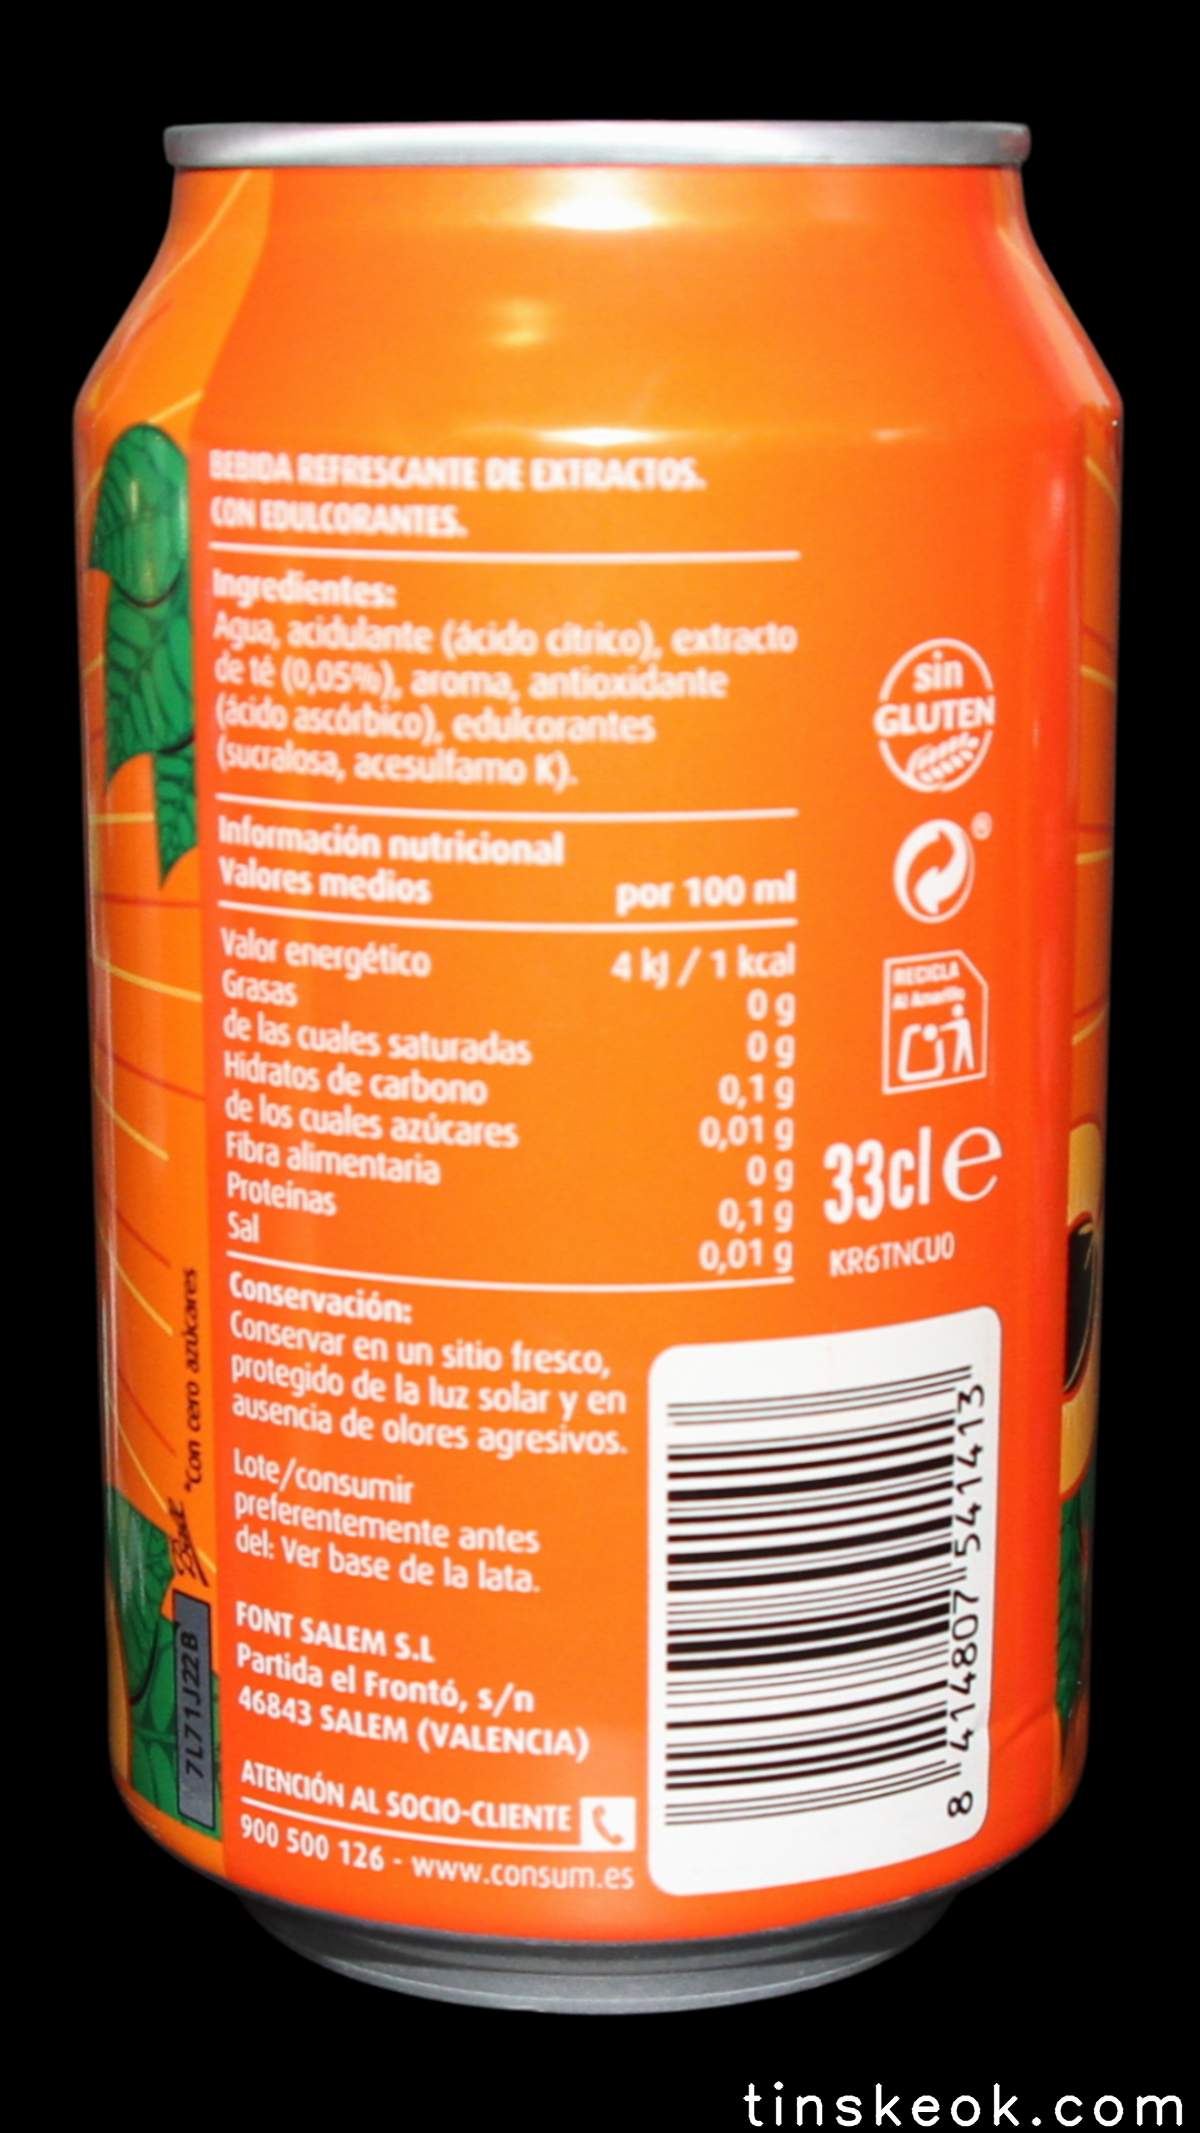 BEBIDA REFRESCANTE DE EXTRACTOS.
CON EDULCORANTES.
Ingredientes:
Agua, acidulante (ácido cítrico), extracto
de té (0,05%), aroma, antioxidante
(ácido ascórbico), edulcorantes
(sucralosa, acesulfamo K).
Información nutricional
Valores medios por 100 ml
Valor energético 4 kJ / 1 kcal
Grasas 0 g
de las cuales saturadas 0 g
Hidratos de carbono 0,1 g
de los cuales azúcares 0,01 g
Fibra alimentaria 0 g
Proteínas 0,1 g
Sal 0,01 g
Conservación:
Conservar en un sitio fresco,
protegido de la luz solar y en
ausencia de olores agresivos.
Lote/consumir
preferentemente antes
del: Ver base de la lata.
FONT SALEM S.L
Partida el Frontó, s/n
46843 SALEM (VALENCIA)
ATENCIÓN AL SOCIO-CLIENTE
900 500 126 - www.consum.es
sin
GLUTEN
®
RECICLA
Al Amarillo
33cl e
KR6TNCU0
8 414807 541413
*Con cero azúcares
7L71J22B
tinskeok.com